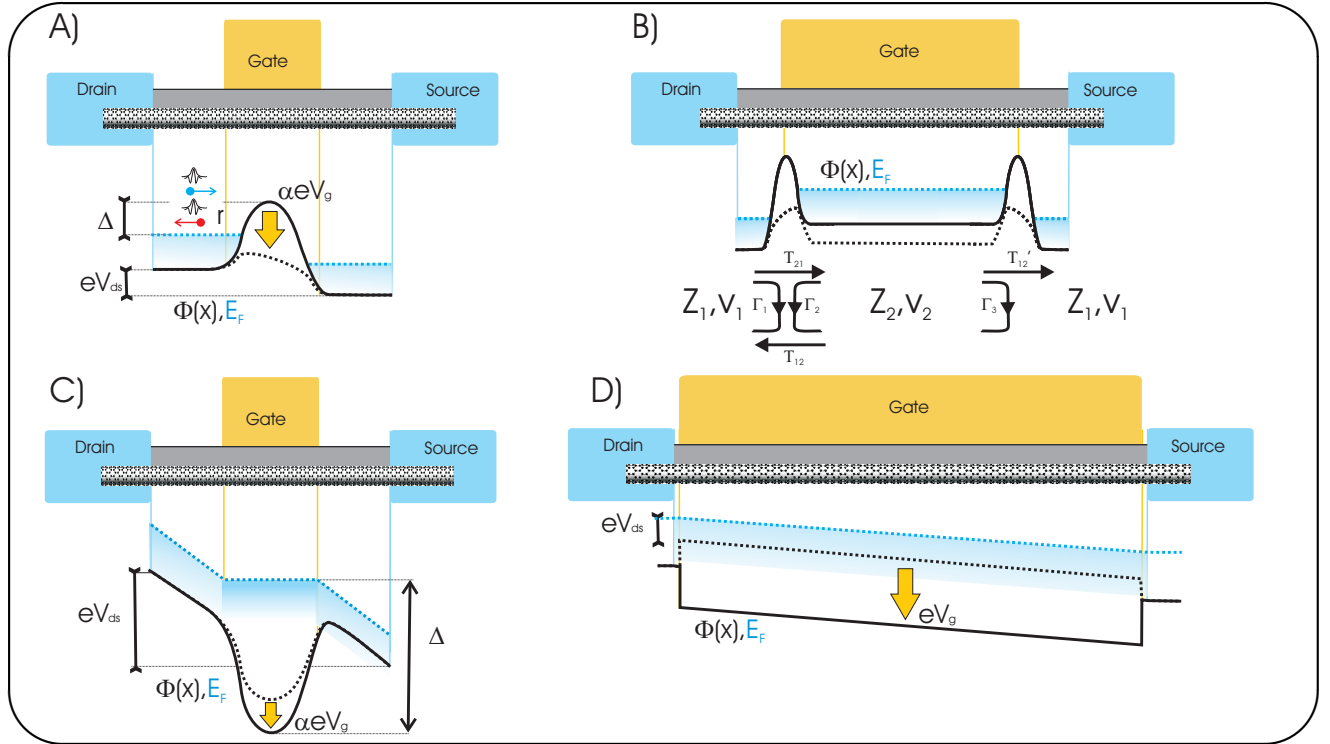 A)
Gate
Drain
Source
r
αeVg
Δ
eVds
Φ(x),EF
B)
Gate
Drain
Source
Φ(x),EF
T21
T12′
Z1,v1
Γ1
Γ2
Z2,v2
Γ3
Z1,v1
T12
C)
Gate
Drain
Source
eVds
Δ
Φ(x),EF
αeVg
D)
Gate
Drain
Source
eVds
eVg
Φ(x),EF